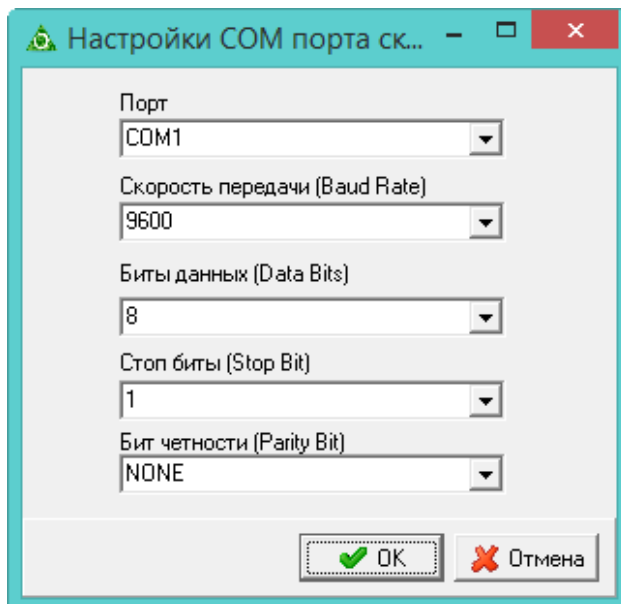 Настройки COM порта ск...
Порт
COM1
Скорость передачи (Baud Rate)
9600
Биты данных (Data Bits)
8
Стоп биты (Stop Bit)
1
Бит четности (Parity Bit)
NONE
OK
Отмена